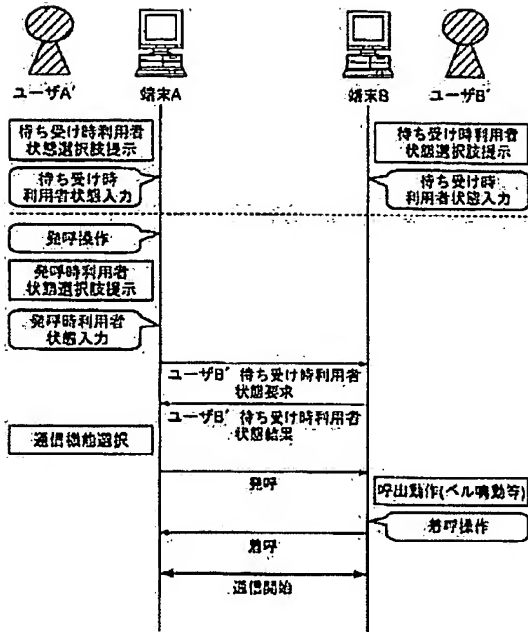 ユーザA'
端末A
端末B
ユーザB'
待ち受け時利用者
状態選択肢提示
待ち受け時利用者
状態選択肢提示
待ち受け時
利用者状態入力
待ち受け時
利用者状態入力
発呼操作
発呼時利用者
状態選択肢提示
発呼時利用者
状態入力
ユーザB' 待ち受け時利用者
状態要求
ユーザB' 待ち受け時利用者
状態結果
通信機能選択
発呼
呼出動作(ベル鳴動等)
着呼操作
着呼
通信開始